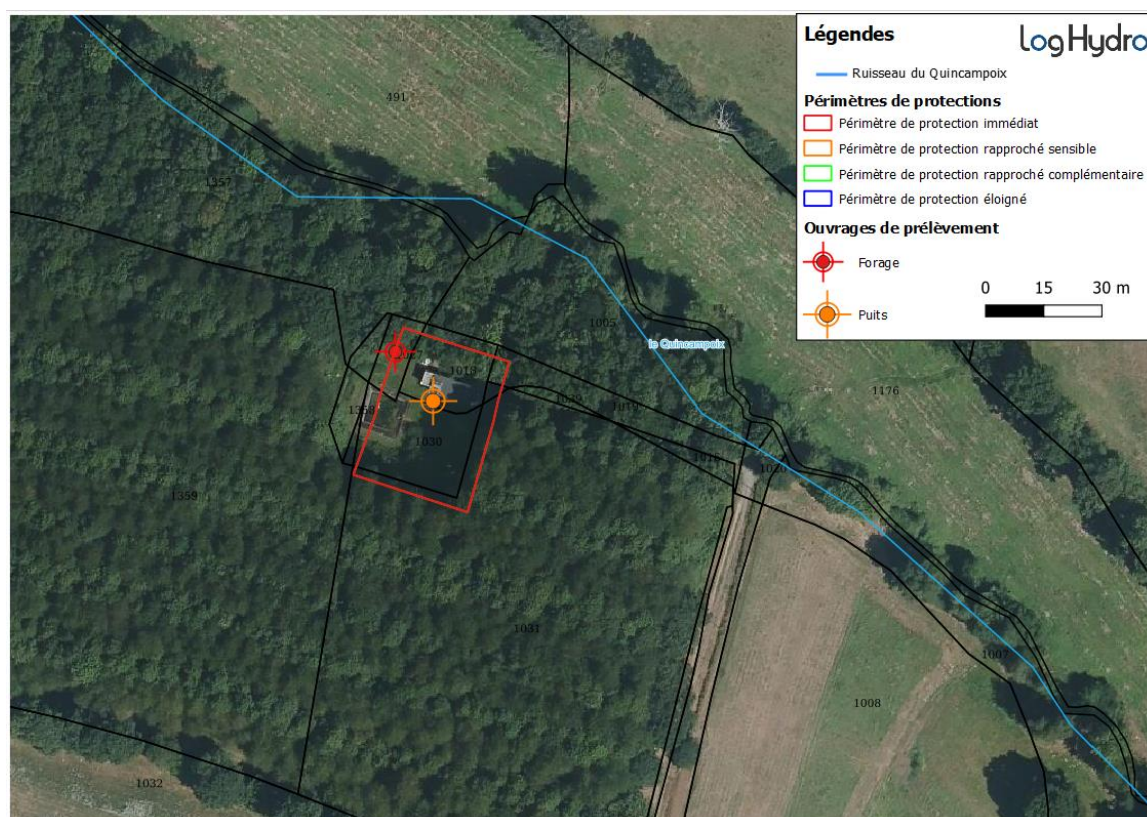 Légendes
LogHydro
Ruisseau du Quincampoix
Périmètres de protections
Périmètre de protection immédiat
Périmètre de protection rapproché sensible
Périmètre de protection rapproché complémentaire
Périmètre de protection éloigné
Ouvrages de prélèvement
Forage
Puits
0 15 30 m
491
1357
1005
le Quincampoix
1018
1176
1030
1359
1031
1007
1008
1032